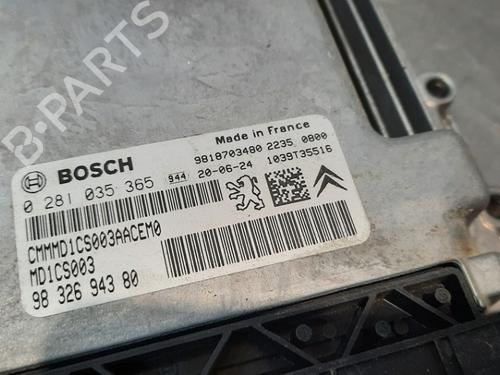 B-PARTS
Made in France
BOSCH
9818703480 2235 0800
0 281 035 365 944 20-06-24 1039T35516
CMMMD1CS003AACEM0
MD1CS003
98 326 943 80